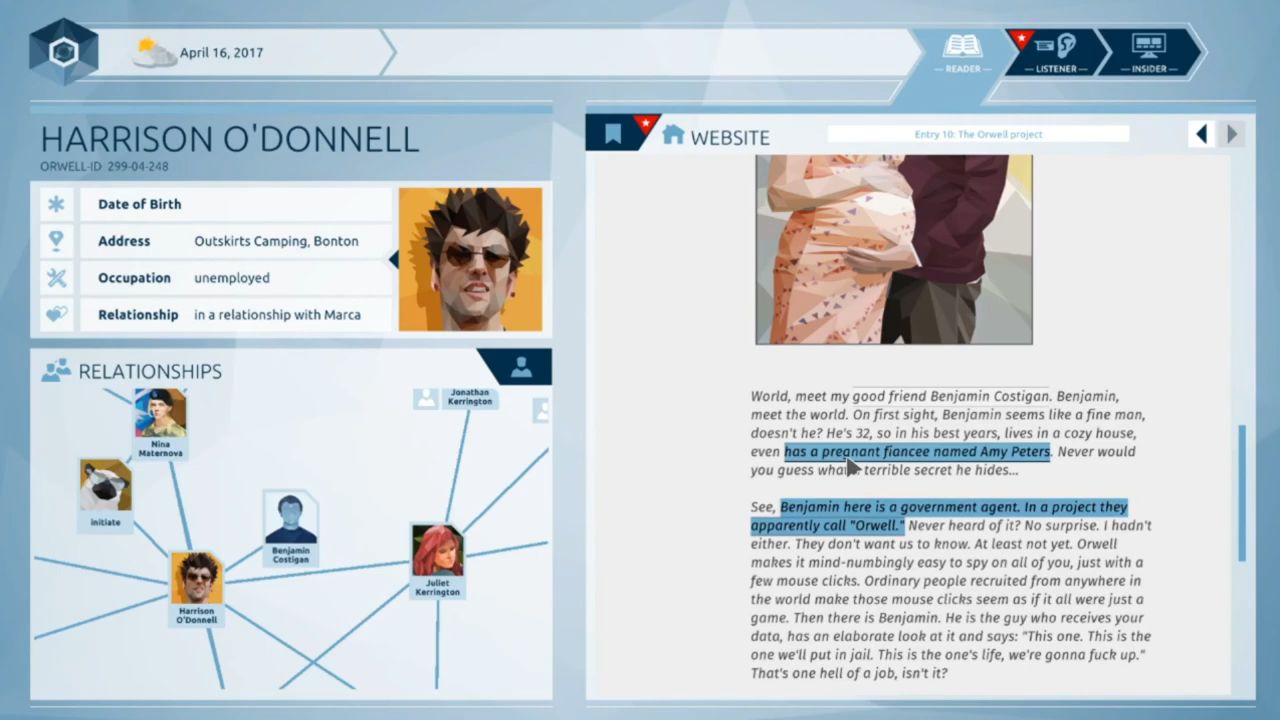 April 16, 2017
READER
LISTENER
INSIDER
HARRISON O'DONNELL
ORWELL-ID 299-04-248
Date of Birth
Address Outskirts Camping, Bonton
Occupation unemployed
Relationship in a relationship with Marca
RELATIONSHIPS
Nina
Maternova
initiate
Harrison
O'Donnell
Benjamin
Costigan
Jonathan
Kerrington
Juliet
Kerrington
WEBSITE
Entry 10: The Orwell project
World, meet my good friend Benjamin Costigan. Benjamin,
meet the world. On first sight, Benjamin seems like a fine man,
doesn't he? He's 32, so in his best years, lives in a cozy house,
even has a pregnant fiancee named Amy Peters. Never would
you guess what terrible secret he hides...
See, Benjamin here is a government agent. In a project they
apparently call "Orwell." Never heard of it? No surprise. I hadn't
either. They don't want us to know. At least not yet. Orwell
makes it mind-numbingly easy to spy on all of you, just with a
few mouse clicks. Ordinary people recruited from anywhere in
the world make those mouse clicks seem as if it all were just a
game. Then there is Benjamin. He is the guy who receives your
data, has an elaborate look at it and says: "This one. This is the
one we'll put in jail. This is the one's life, we're gonna fuck up."
That's one hell of a job, isn't it?